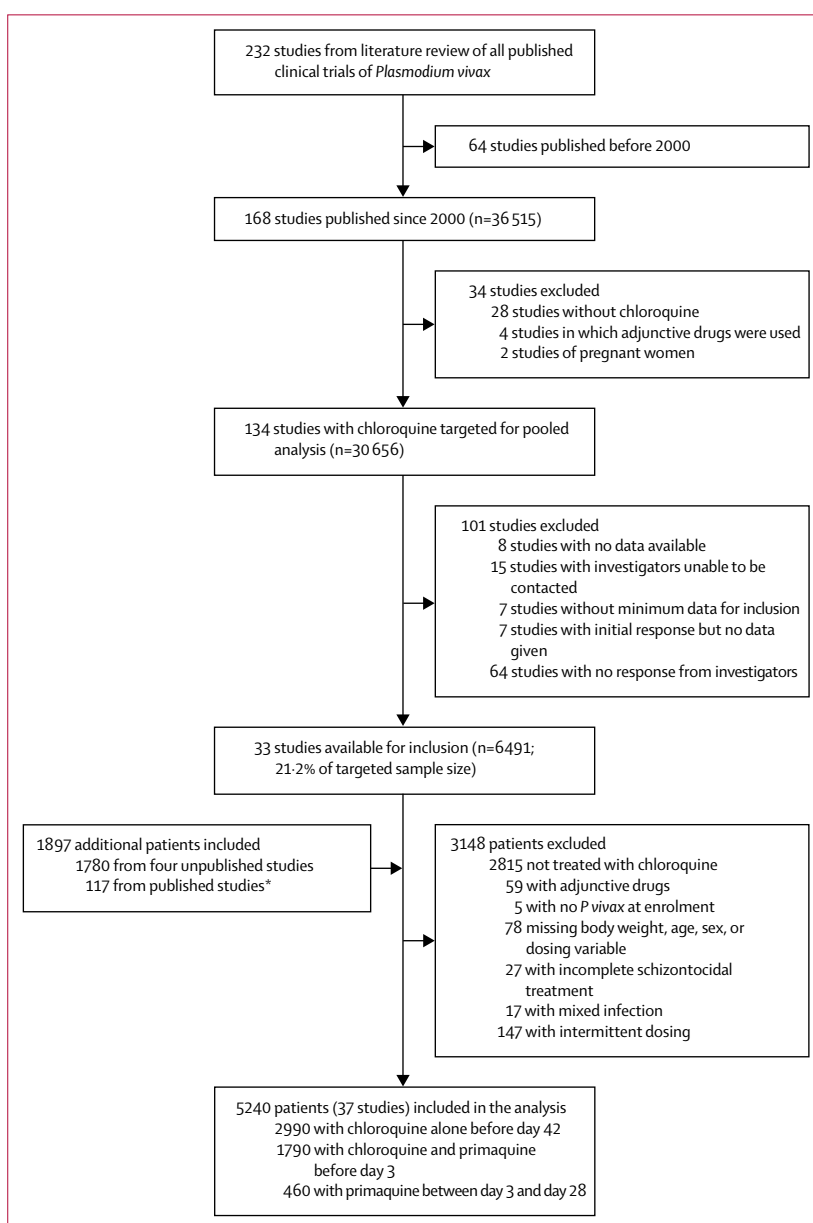 232 studies from literature review of all published
clinical trials of Plasmodium vivax
64 studies published before 2000
168 studies published since 2000 (n=36 515)
34 studies excluded
28 studies without chloroquine
4 studies in which adjunctive drugs were used
2 studies of pregnant women
134 studies with chloroquine targeted for pooled
analysis (n=30 656)
101 studies excluded
8 studies with no data available
15 studies with investigators unable to be
contacted
7 studies without minimum data for inclusion
7 studies with initial response but no data
given
64 studies with no response from investigators
33 studies available for inclusion (n=6491;
21·2% of targeted sample size)
1897 additional patients included
1780 from four unpublished studies
117 from published studies*
3148 patients excluded
2815 not treated with chloroquine
59 with adjunctive drugs
5 with no P vivax at enrolment
78 missing body weight, age, sex, or
dosing variable
27 with incomplete schizontocidal
treatment
17 with mixed infection
147 with intermittent dosing
5240 patients (37 studies) included in the analysis
2990 with chloroquine alone before day 42
1790 with chloroquine and primaquine
before day 3
460 with primaquine between day 3 and day 28